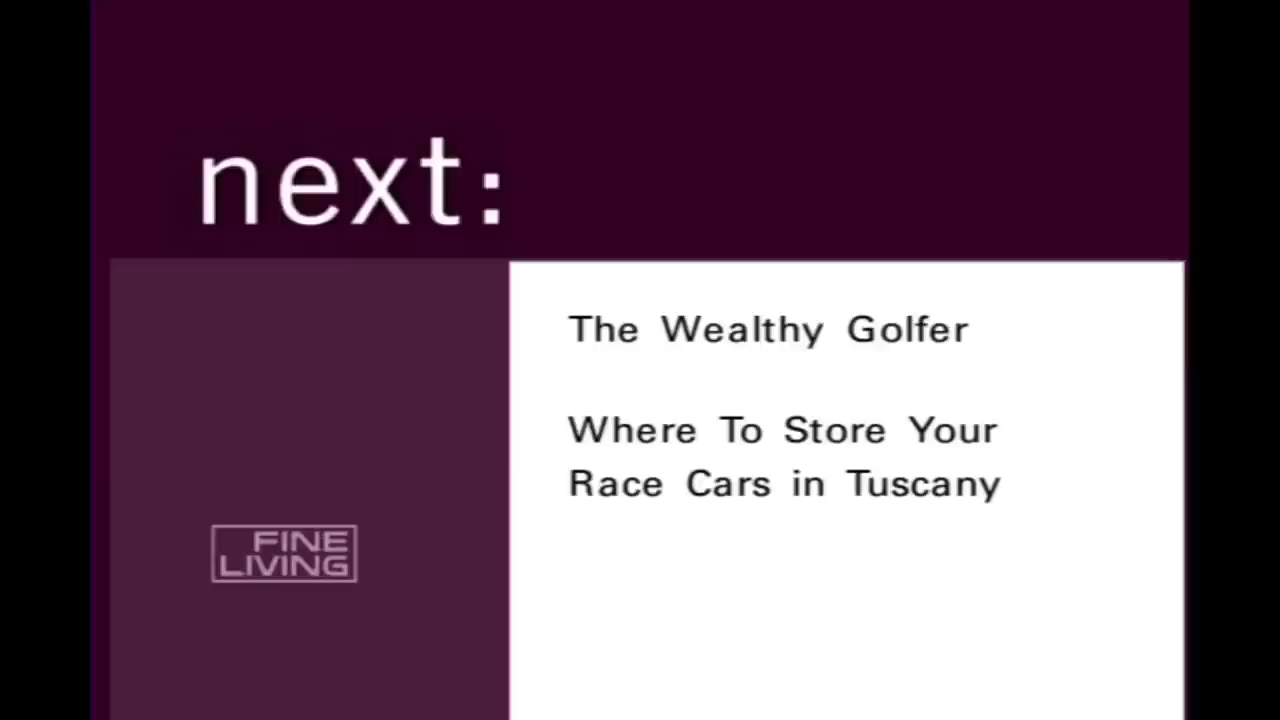 next:
The Wealthy Golfer
Where To Store Your
Race Cars in Tuscany
FINE
LIVING